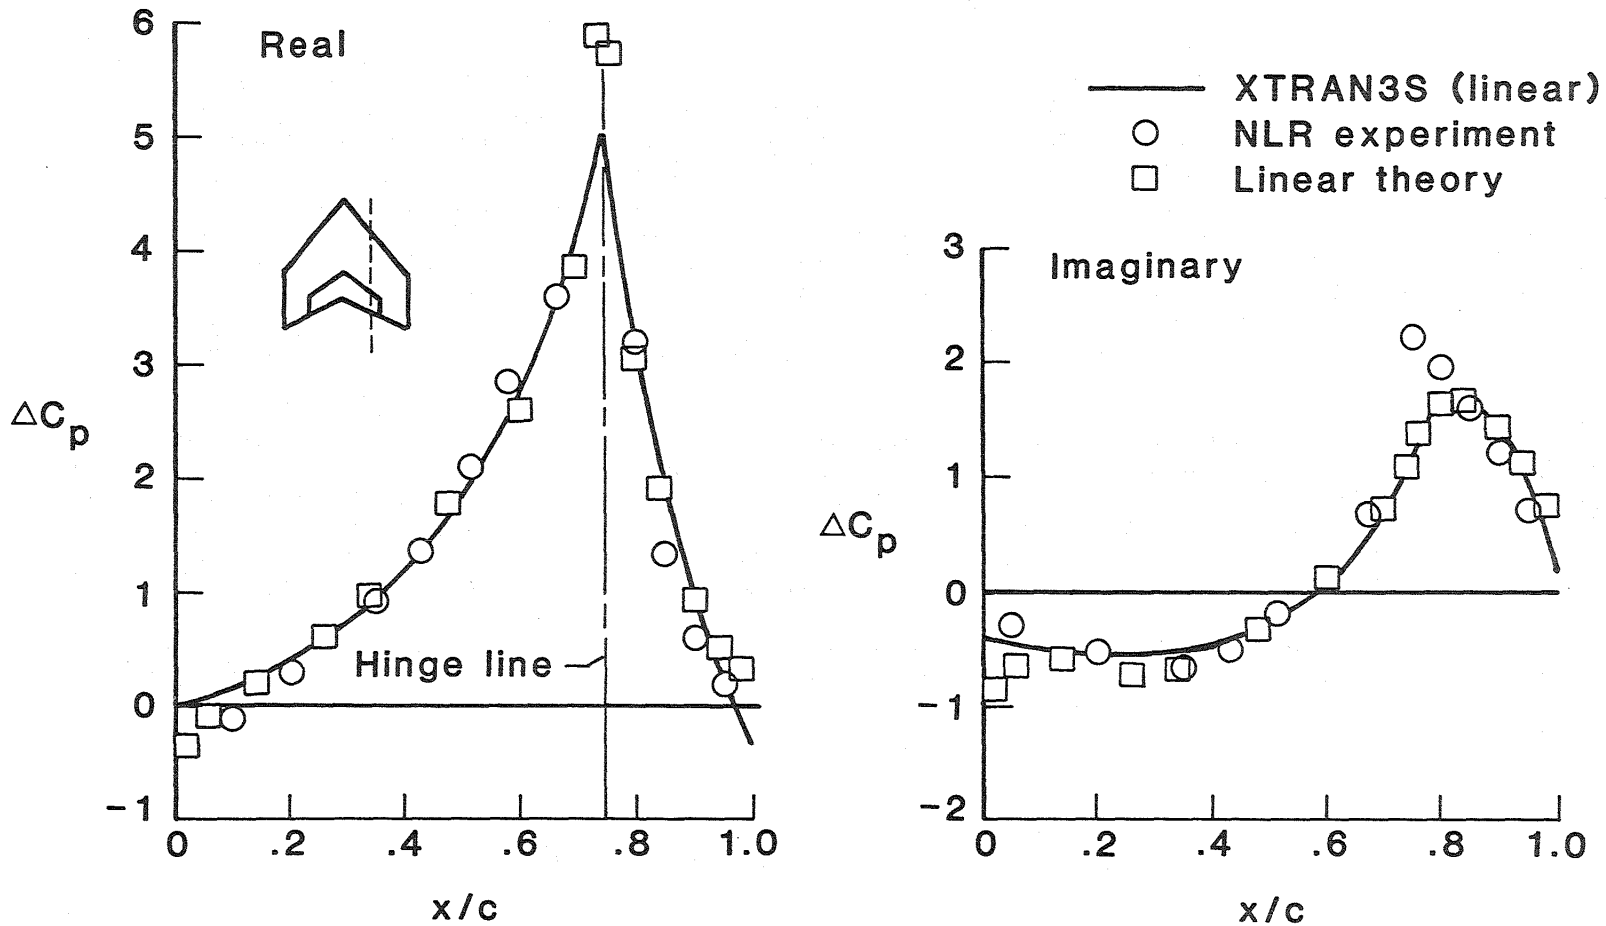 Real
6
5
4
3
2
1
0
-1
△Cp
Hinge line
0 .2 .4 .6 .8 1.0
x/c
XTRAN3S (linear)
NLR experiment
Linear theory
Imaginary
3
2
1
0
-1
-2
△Cp
0 .2 .4 .6 .8 1.0
x/c